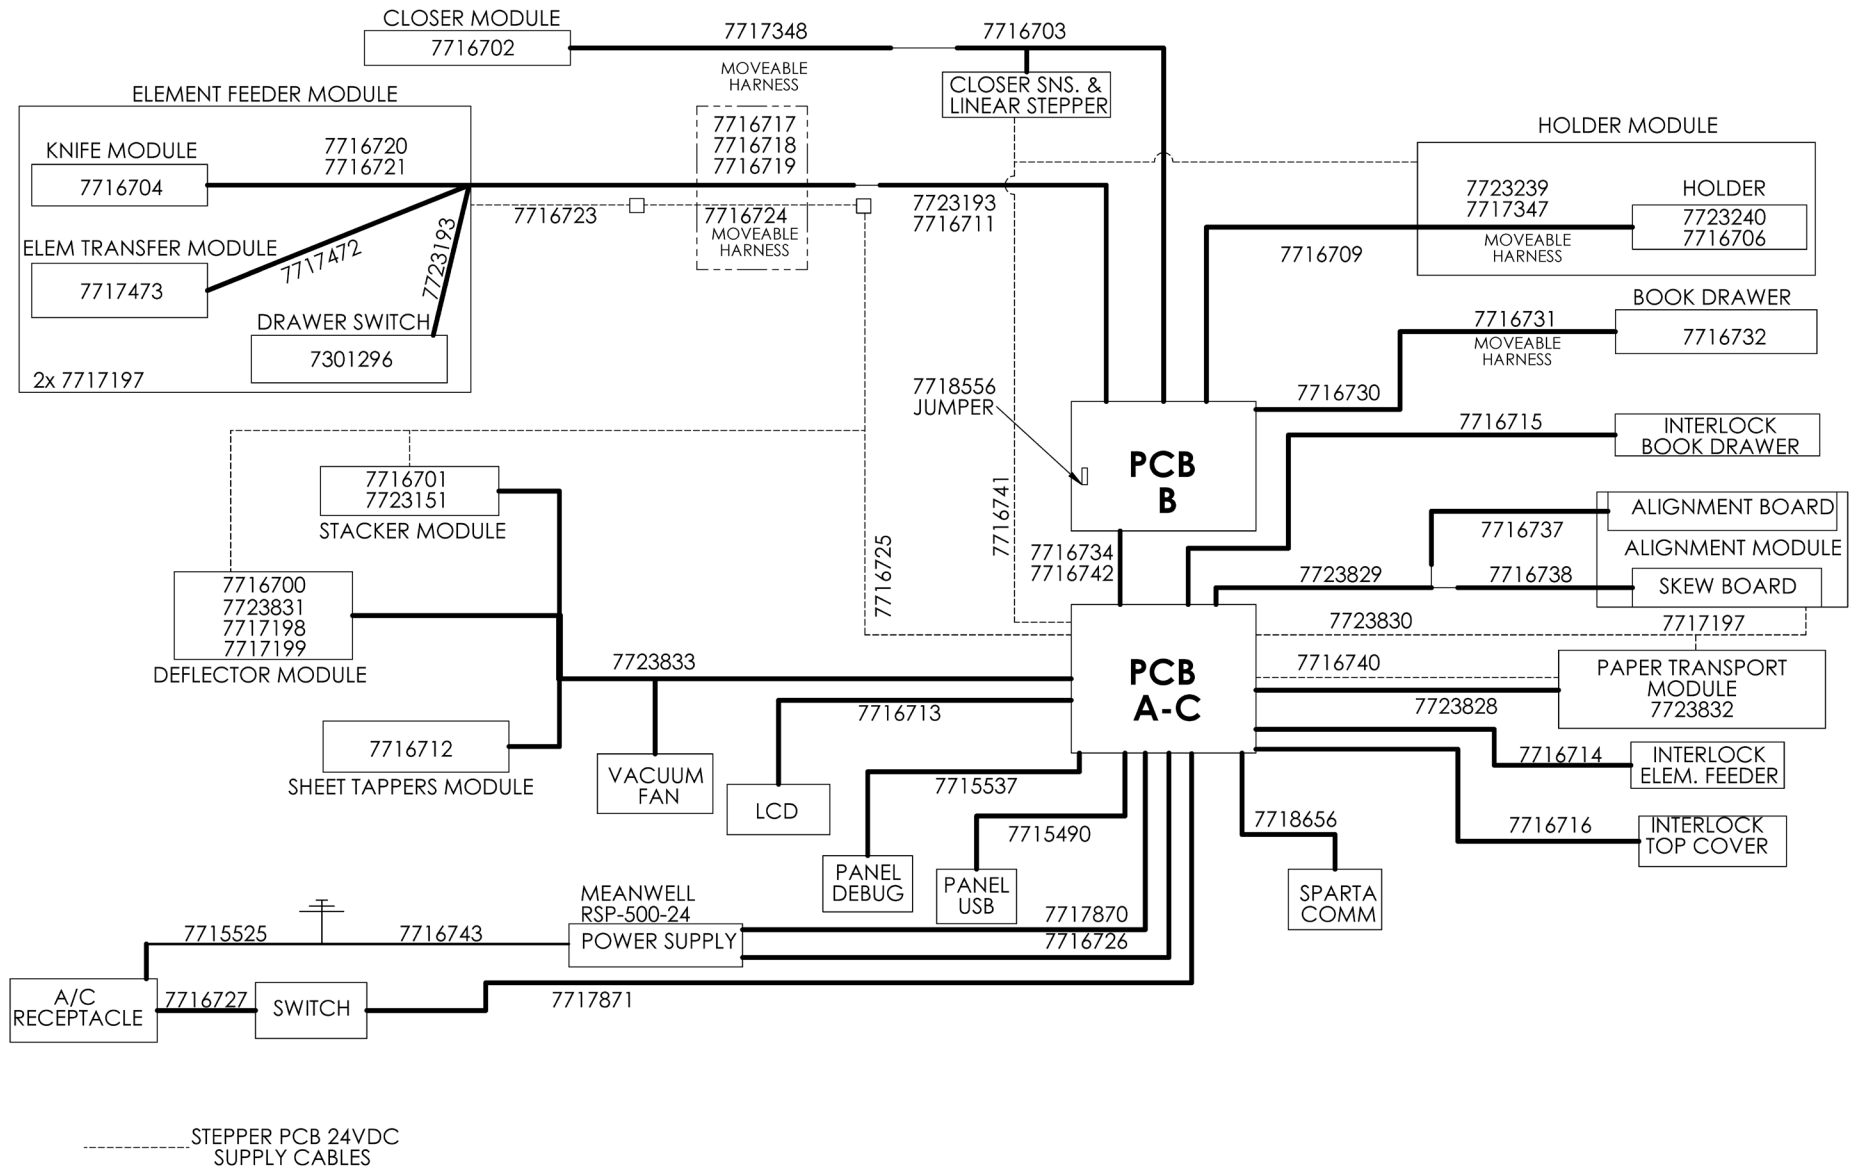 CLOSER MODULE
7716702
7717348
7716703
MOVEABLE
HARNESS
CLOSER SNS. &
LINEAR STEPPER
ELEMENT FEEDER MODULE
KNIFE MODULE
7716704
7716720
7716721
7716717
7716718
7716719
7716723
7716724
MOVEABLE
HARNESS
7723193
7716711
ELEM TRANSFER MODULE
7717473
7717472
7723193
DRAWER SWITCH
7301296
2x 7717197
HOLDER MODULE
7723239
7717347
HOLDER
7723240
7716706
MOVEABLE
HARNESS
7716709
BOOK DRAWER
7716731
7716732
MOVEABLE
HARNESS
7716730
7718556
JUMPER
7716715
INTERLOCK
BOOK DRAWER
PCB
B
7716701
7723151
STACKER MODULE
7716741
7716725
7716734
7716742
ALIGNMENT BOARD
7716737
ALIGNMENT MODULE
7723829
7716738
SKEW BOARD
7716700
7723831
7717198
7717199
DEFLECTOR MODULE
7723830
7717197
7723833
PCB
A-C
7716740
PAPER TRANSPORT
MODULE
7723832
7716713
7723828
7716712
SHEET TAPPERS MODULE
VACUUM
FAN
LCD
7715537
7716714
INTERLOCK
ELEM. FEEDER
7715490
7718656
7716716
INTERLOCK
TOP COVER
PANEL
DEBUG
PANEL
USB
SPARTA
COMM
MEANWELL
RSP-500-24
POWER SUPPLY
7717870
7716726
7715525
7716743
A/C
RECEPTACLE
7716727
SWITCH
7717871
STEPPER PCB 24VDC
SUPPLY CABLES